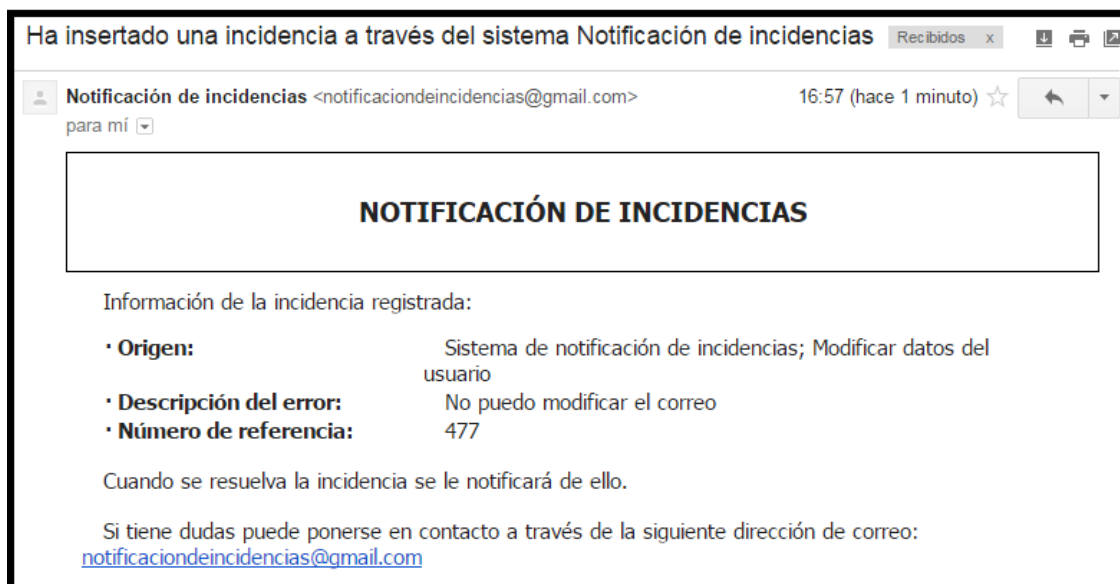 Ha insertado una incidencia a través del sistema Notificación de incidencias Recibidos x
Notificación de incidencias <notificaciondeincidencias@gmail.com> 16:57 (hace 1 minuto)
para mí
NOTIFICACIÓN DE INCIDENCIAS
Información de la incidencia registrada:
· Origen: Sistema de notificación de incidencias; Modificar datos del
usuario
· Descripción del error: No puedo modificar el correo
· Número de referencia: 477
Cuando se resuelva la incidencia se le notificará de ello.
Si tiene dudas puede ponerse en contacto a través de la siguiente dirección de correo:
notificaciondeincidencias@gmail.com